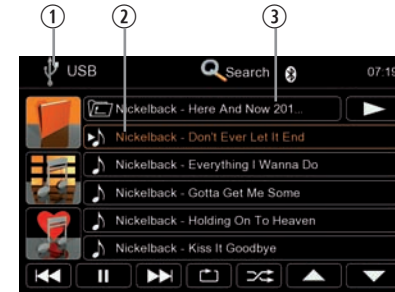 1 2 3
USB Search 07:19
Nickelback - Here And Now 201...
Nickelback - Don't Ever Let It End
Nickelback - Everything I Wanna Do
Nickelback - Gotta Get Me Some
Nickelback - Holding On To Heaven
Nickelback - Kiss It Goodbye